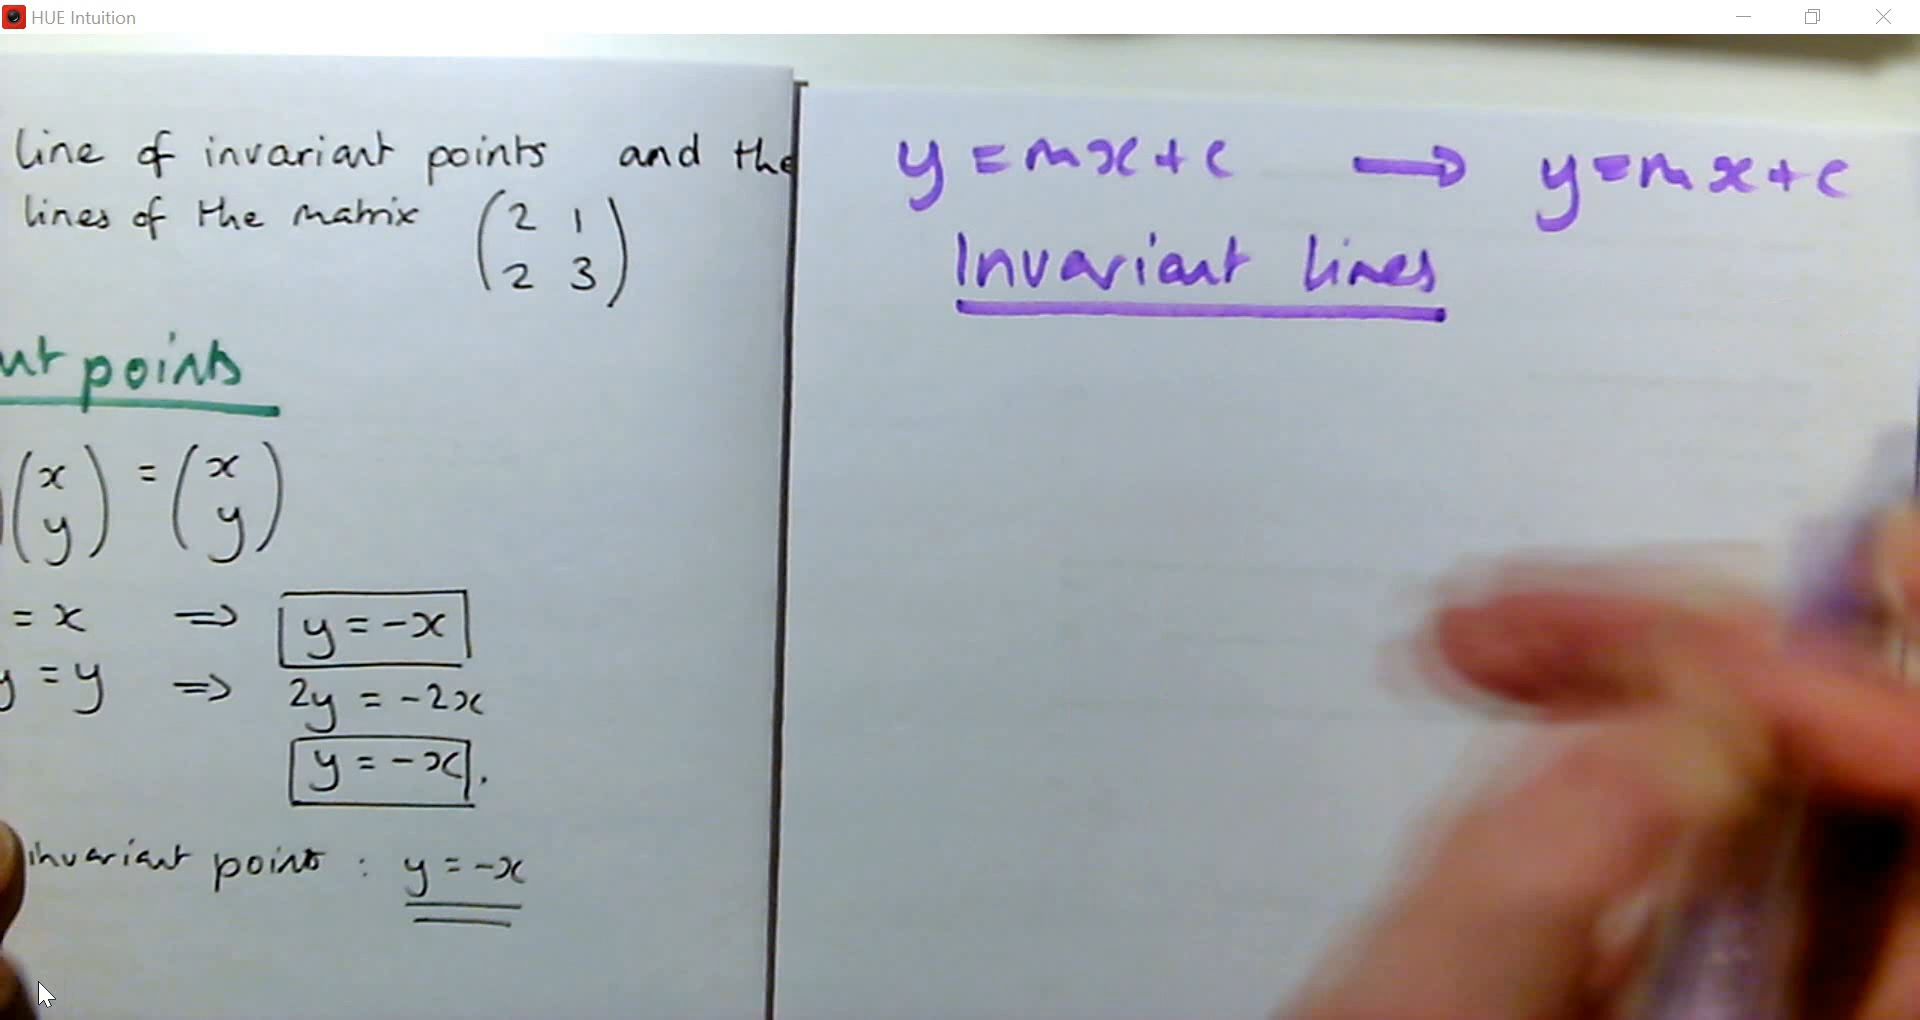 HUE Intuition
line of invariant points and the
lines of the matrix (2 1
2 3)
points
(x
y) = (x
y)
= x ⇒ y = -x
y = y ⇒ 2y = -2x
y = -x.
invariant points : y = -x
y = mx + c → y = mx + c
Invariant lines